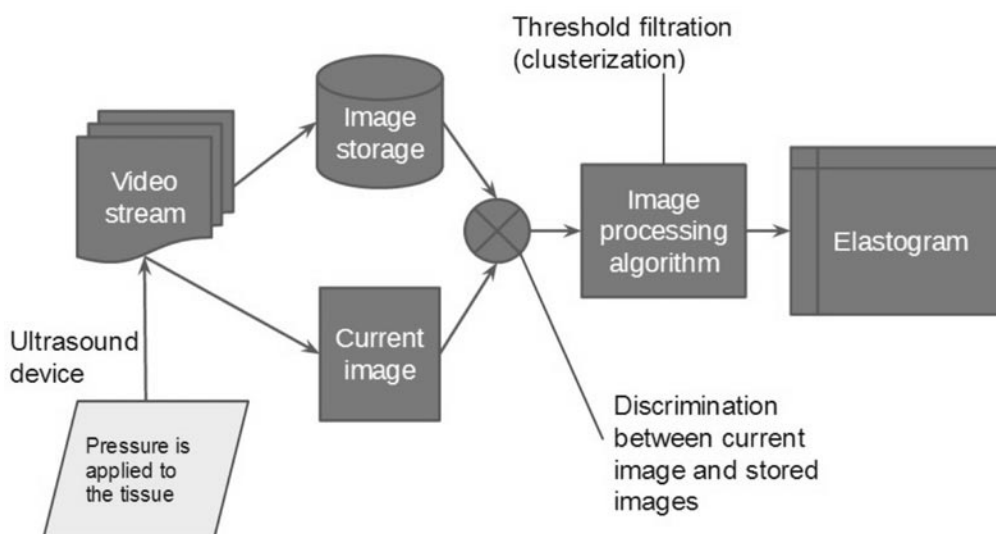 Threshold filtration
(clusterization)
Image
storage
Video
stream
Image
processing
algorithm
Elastogram
Current
image
Ultrasound
device
Pressure is
applied to
the tissue
Discrimination
between current
image and stored
images